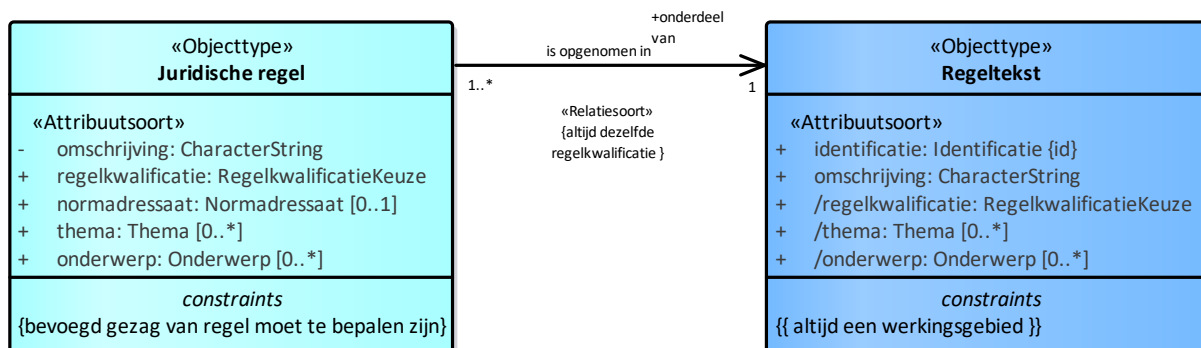 «Objecttype»
Juridische regel
«Attribuutsoort»
- omschrijving: CharacterString
+ regelkwalificatie: RegelkwalificatieKeuze
+ normadressaat: Normadressaat [0..1]
+ thema: Thema [0..*]
+ onderwerp: Onderwerp [0..*]
constraints
{bevoegd gezag van regel moet te bepalen zijn}
+onderdeel
van
is opgenomen in
1..*
1
«Relatiesoort»
{altijd dezelfde
regelkwalificatie }
«Objecttype»
Regeltekst
«Attribuutsoort»
+ identificatie: Identificatie {id}
+ omschrijving: CharacterString
+ /regelkwalificatie: RegelkwalificatieKeuze
+ /thema: Thema [0..*]
+ /onderwerp: Onderwerp [0..*]
constraints
{{ altijd een werkingsgebied }}